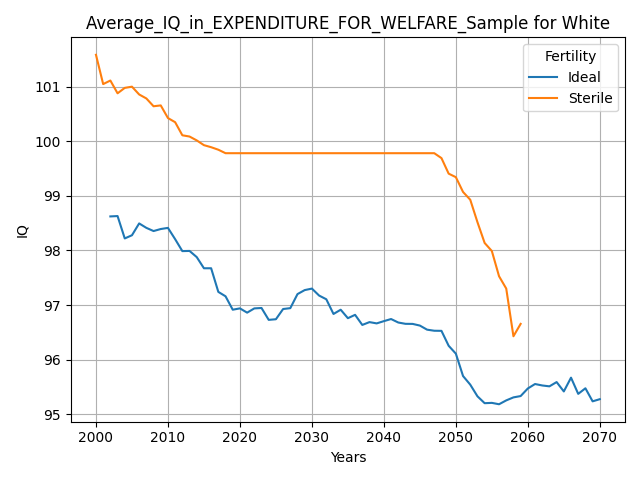 Average_IQ_in_EXPENDITURE_FOR_WELFARE_Sample for White
Fertility
Ideal
Sterile
IQ
101
100
99
98
97
96
95
2000 2010 2020 2030 2040 2050 2060 2070
Years